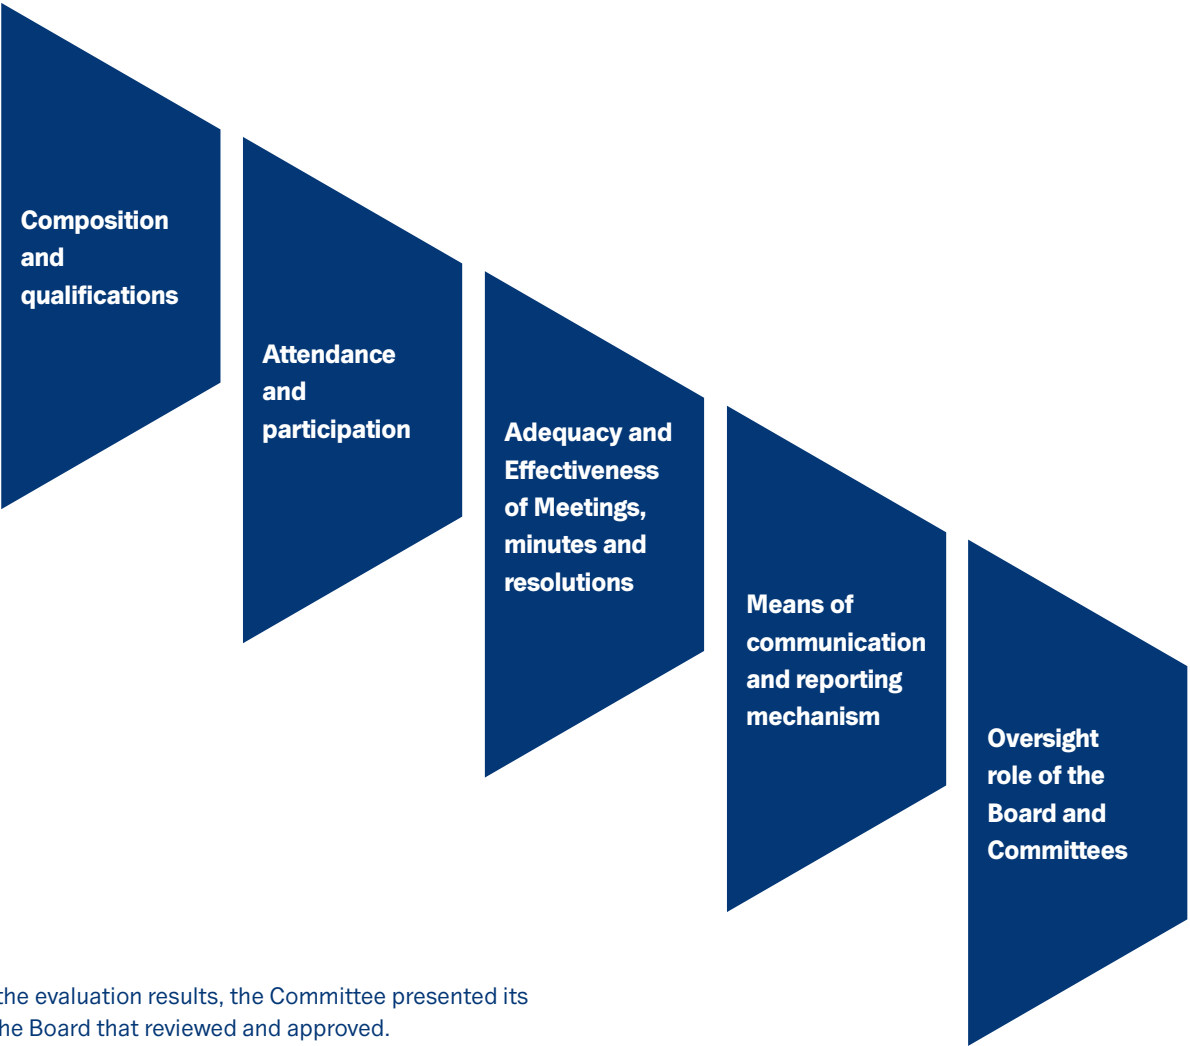 Composition
and
qualifications
Attendance
and
participation
Adequacy and
Effectiveness
of Meetings,
minutes and
resolutions
Means of
communication
and reporting
mechanism
Oversight
role of the
Board and
Committees
the evaluation results, the Committee presented its
the Board that reviewed and approved.